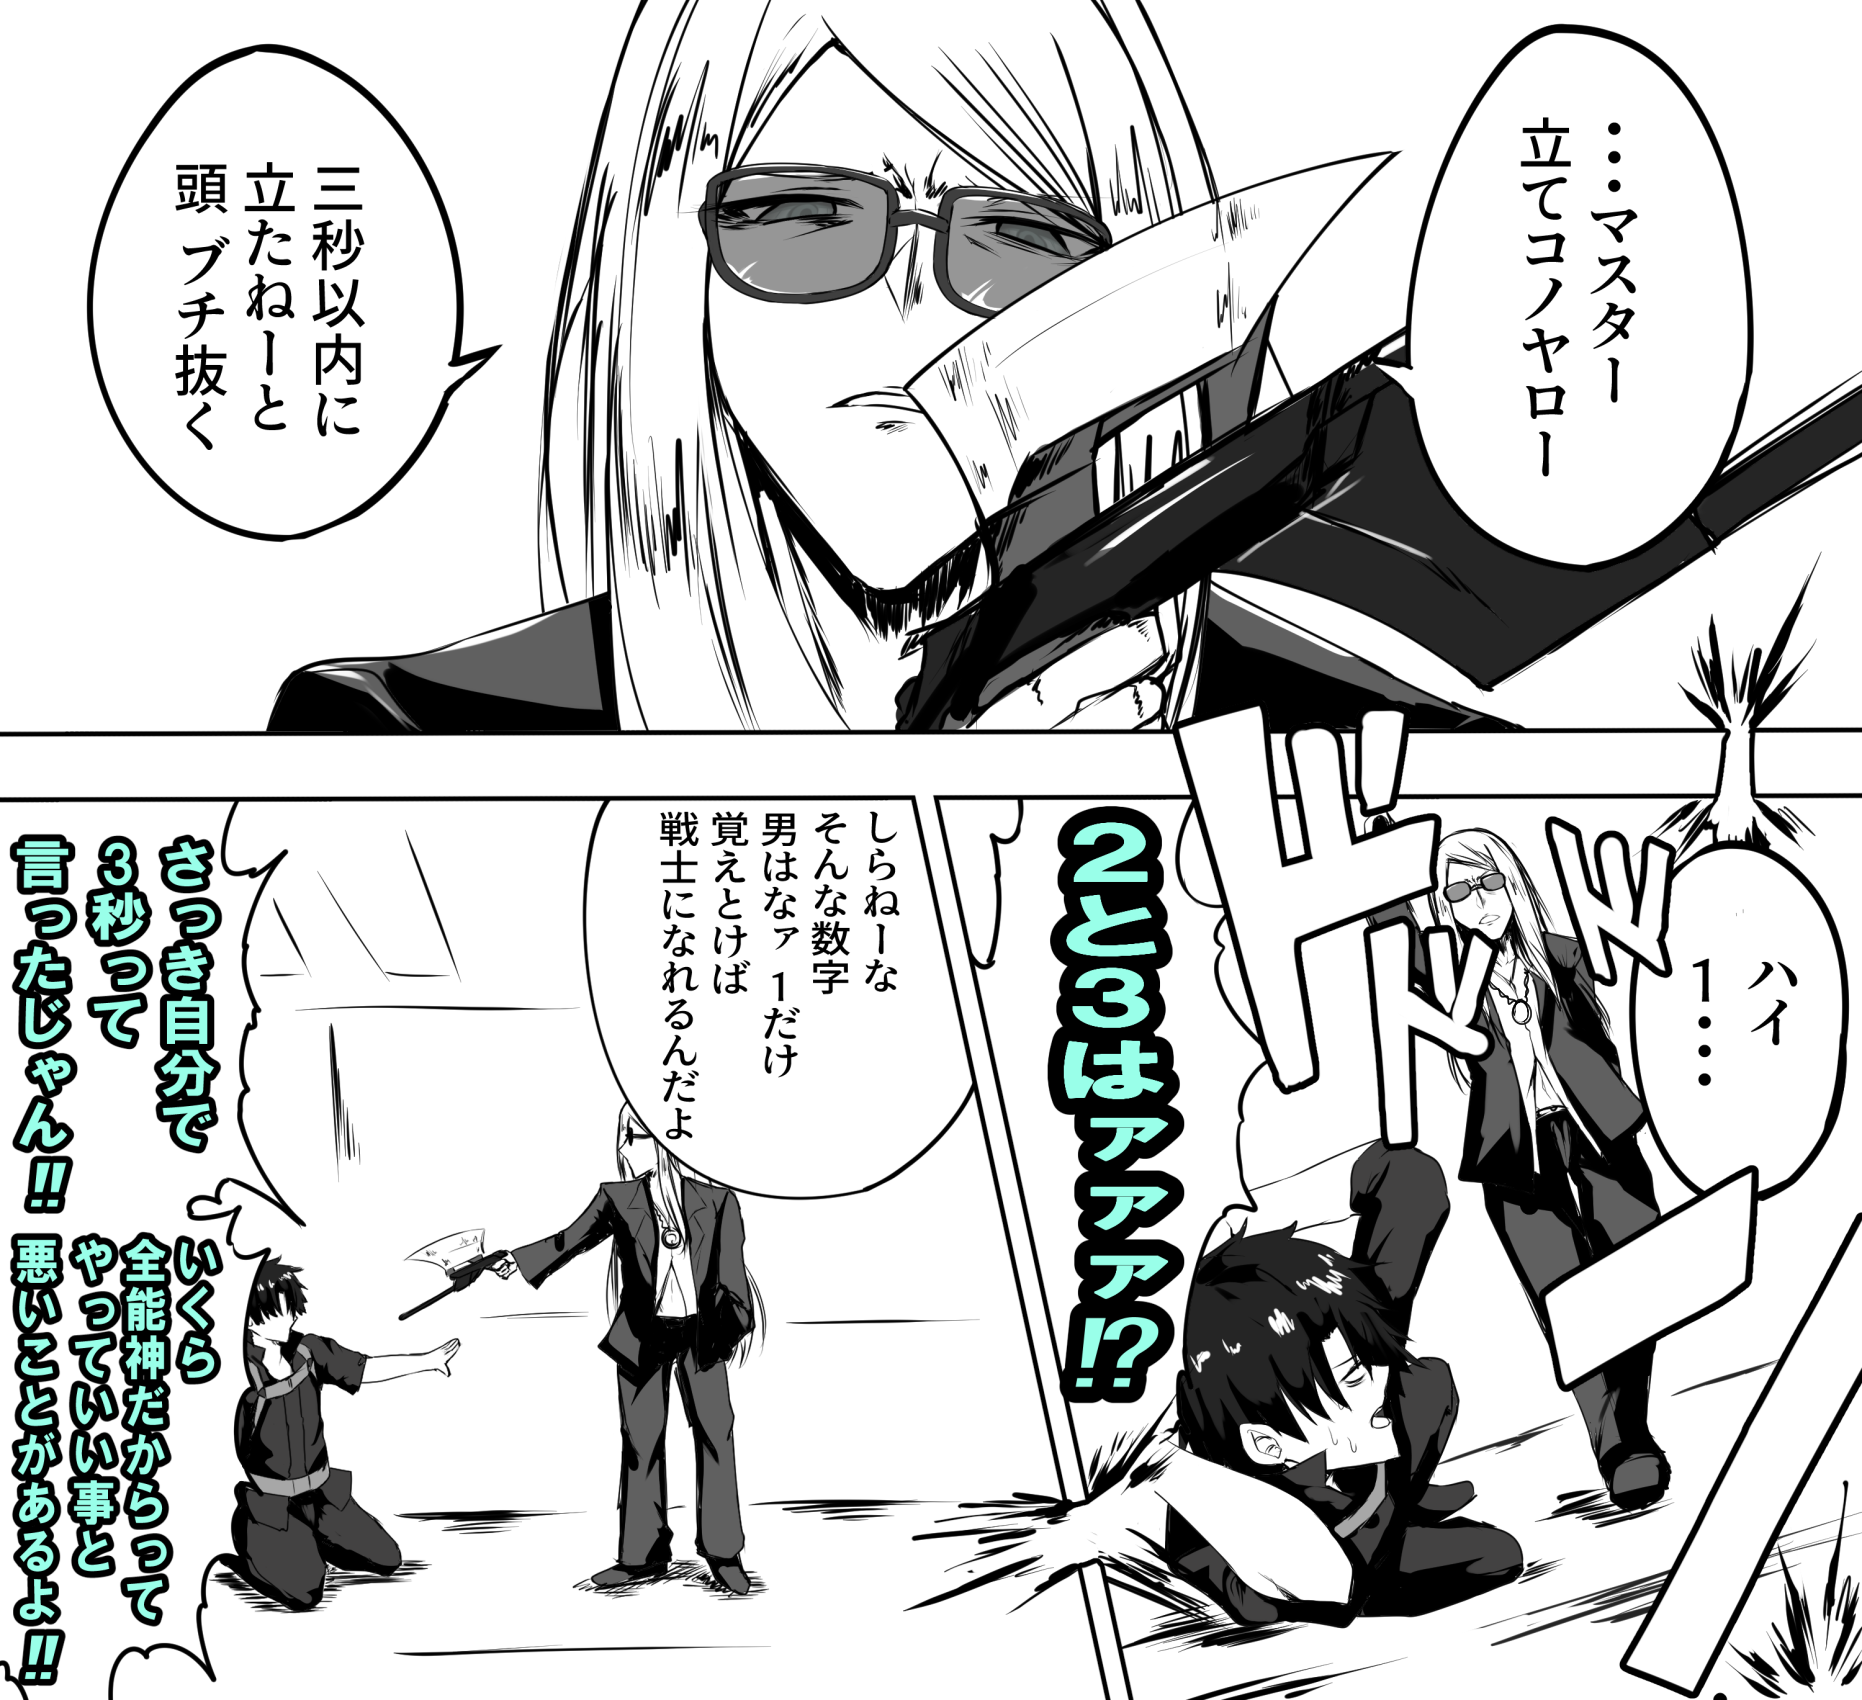 ・・・マスター
立てコノヤロー
三秒以内に
立たねーと
頭 ブチ抜く
ハイ
1・・・
ドドドォン
2と3はァァァ!?
しらねーな
そんな数字
男はなァ 1だけ
覚えとけば
戦士になれるんだよ
さっき自分で
3秒って
言ったじゃん!!
いくら
全能神だからって
やっていい事と
悪いことがあるよ!!